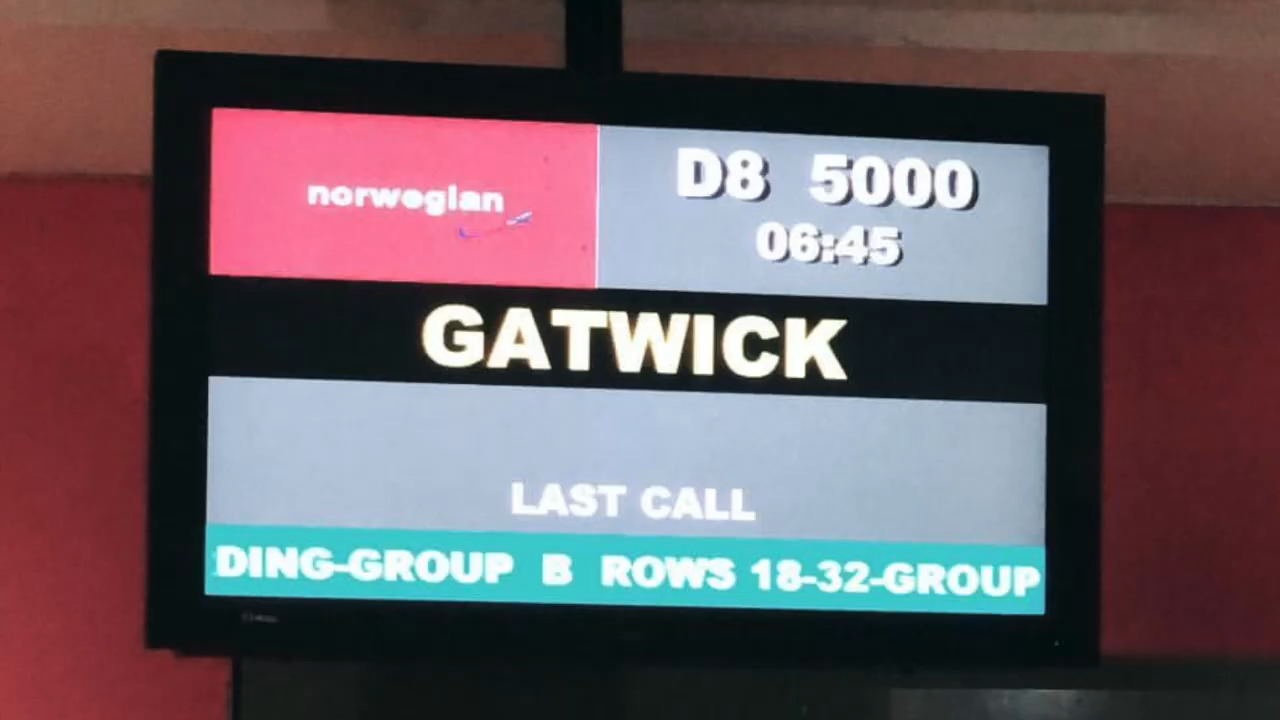 norwegian
D8 5000
06:45
GATWICK
LAST CALL
DING-GROUP B ROWS 18-32-GROUP